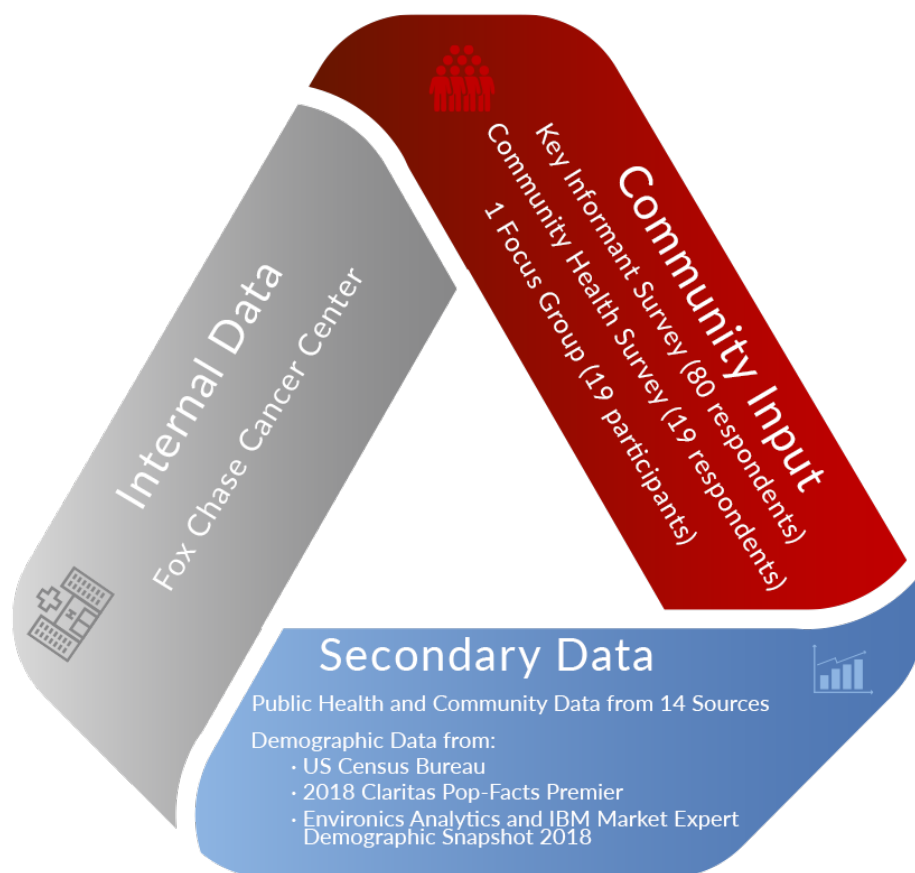 Community Input
Key Informant Survey (80 respondents)
Community Health Survey (19 respondents)
1 Focus Group (19 participants)
Internal Data
Fox Chase Cancer Center
Secondary Data
Public Health and Community Data from 14 Sources
Demographic Data from:
· US Census Bureau
· 2018 Claritas Pop-Facts Premier
· Environics Analytics and IBM Market Expert
Demographic Snapshot 2018